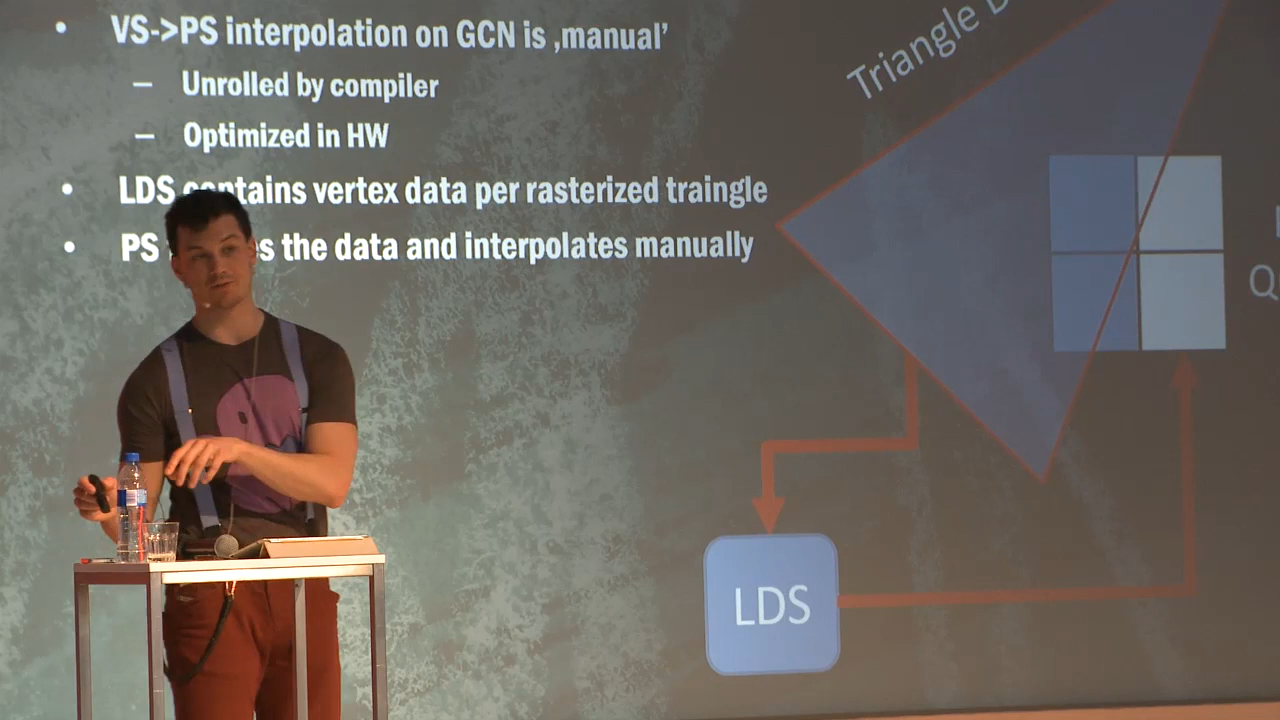 VS->PS interpolation on GCN is ‚manual’
– Unrolled by compiler
– Optimized in HW
LDS contains vertex data per rasterized traingle
PS the data and interpolates manually
Triangle
LDS